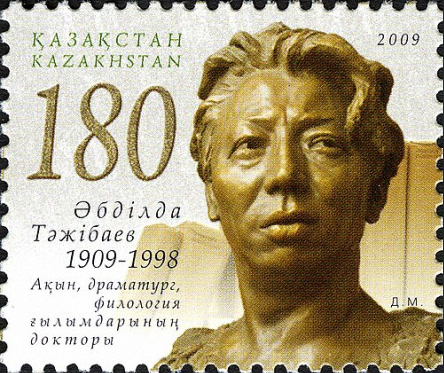 ҚАЗАҚСТАН
KAZAKHSTAN
2009
180
Әбділда
Тәжібаев
1909-1998
Ақын, драматург,
филология
ғылымдарының
докторы
Д.М.